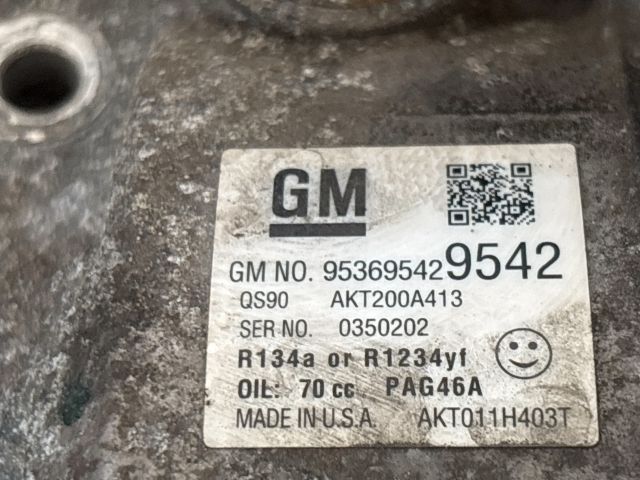 GM
GM NO. 95369542 9542
QS90 AKT200A413
SER NO. 0350202
R134a or R1234yf
OIL: 70 cc PAG46A
MADE IN U.S.A. AKT011H403T